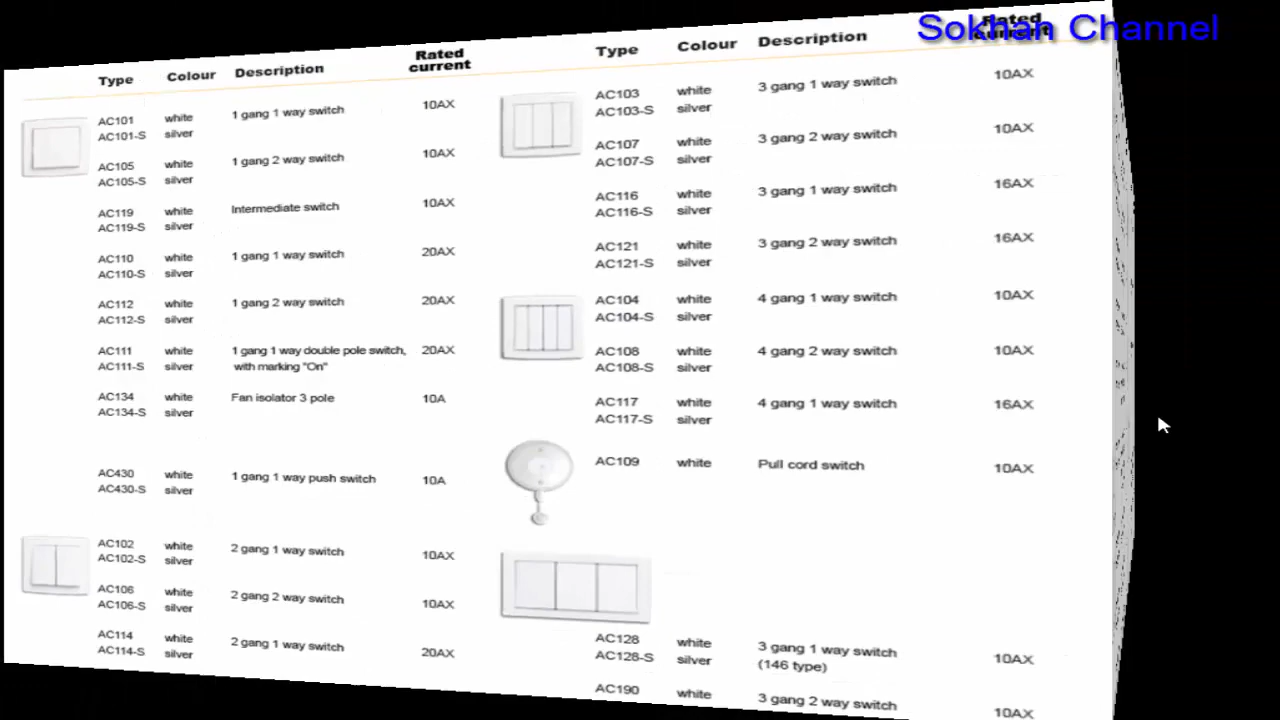 Sokhan Channel
Type Colour Description Rated current
AC101 white 1 gang 1 way switch 10AX
AC101-S silver
AC105 white 1 gang 2 way switch 10AX
AC105-S silver
AC119 white Intermediate switch 10AX
AC119-S silver
AC110 white 1 gang 1 way switch 20AX
AC110-S silver
AC112 white 1 gang 2 way switch 20AX
AC112-S silver
AC111 white 1 gang 1 way double pole switch, 20AX
AC111-S silver with marking "On"
AC134 white Fan isolator 3 pole 10A
AC134-S silver
AC430 white 1 gang 1 way push switch 10A
AC430-S silver
AC102 white 2 gang 1 way switch 10AX
AC102-S silver
AC106 white 2 gang 2 way switch 10AX
AC106-S silver
AC114 white 2 gang 1 way switch 20AX
AC114-S silver
Type Colour Description Rated current
AC103 white 3 gang 1 way switch 10AX
AC103-S silver
AC107 white 3 gang 2 way switch 10AX
AC107-S silver
AC116 white 3 gang 1 way switch 16AX
AC116-S silver
AC121 white 3 gang 2 way switch 16AX
AC121-S silver
AC104 white 4 gang 1 way switch 10AX
AC104-S silver
AC108 white 4 gang 2 way switch 10AX
AC108-S silver
AC117 white 4 gang 1 way switch 16AX
AC117-S silver
AC109 white Pull cord switch 10AX
AC128 white 3 gang 1 way switch 10AX
AC128-S silver (146 type)
AC190 white 3 gang 2 way switch 10AX